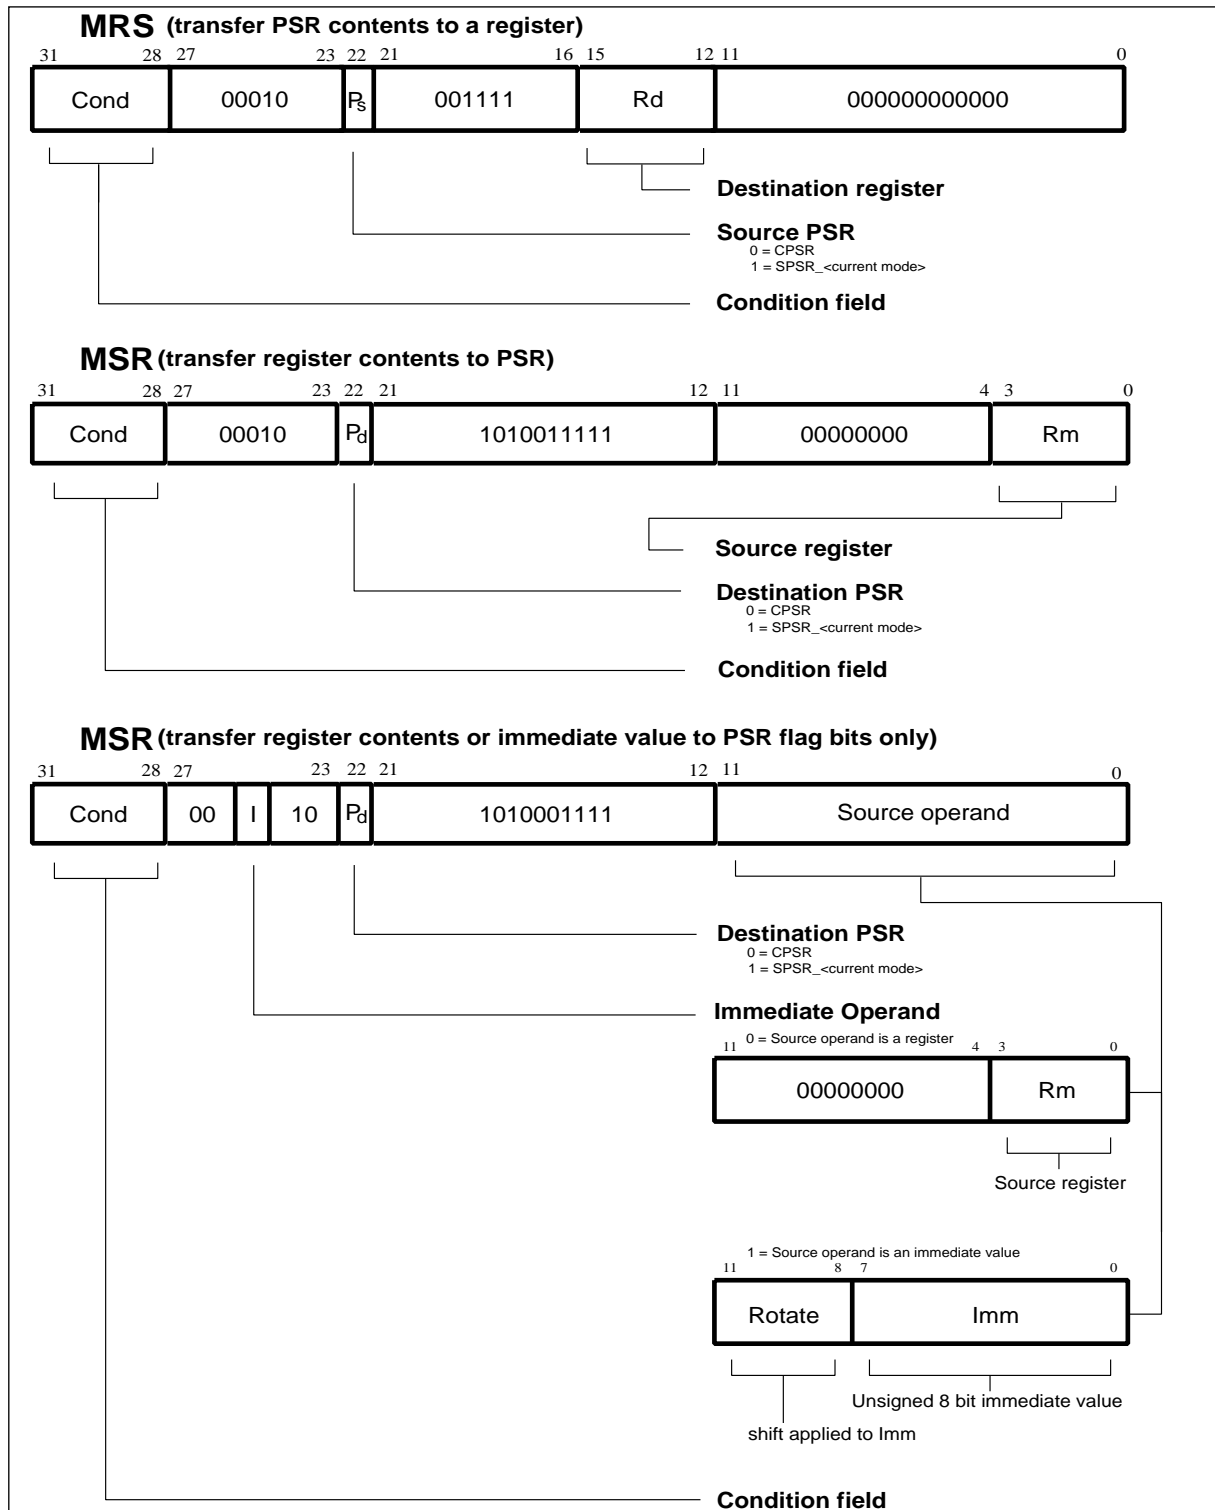 MRS (transfer PSR contents to a register)
31 28 27 23 22 21 16 15 12 11 0
Cond 00010 Ps 001111 Rd 000000000000
Destination register
Source PSR
0 = CPSR
1 = SPSR_<current mode>
Condition field
MSR (transfer register contents to PSR)
31 28 27 23 22 21 12 11 4 3 0
Cond 00010 Pd 1010011111 00000000 Rm
Source register
Destination PSR
0 = CPSR
1 = SPSR_<current mode>
Condition field
MSR (transfer register contents or immediate value to PSR flag bits only)
31 28 27 23 22 21 12 11 0
Cond 00 I 10 Pd 1010001111 Source operand
Destination PSR
0 = CPSR
1 = SPSR_<current mode>
Immediate Operand
0 = Source operand is a register
11 4 3 0
00000000 Rm
Source register
1 = Source operand is an immediate value
11 8 7 0
Rotate Imm
Unsigned 8 bit immediate value
shift applied to Imm
Condition field